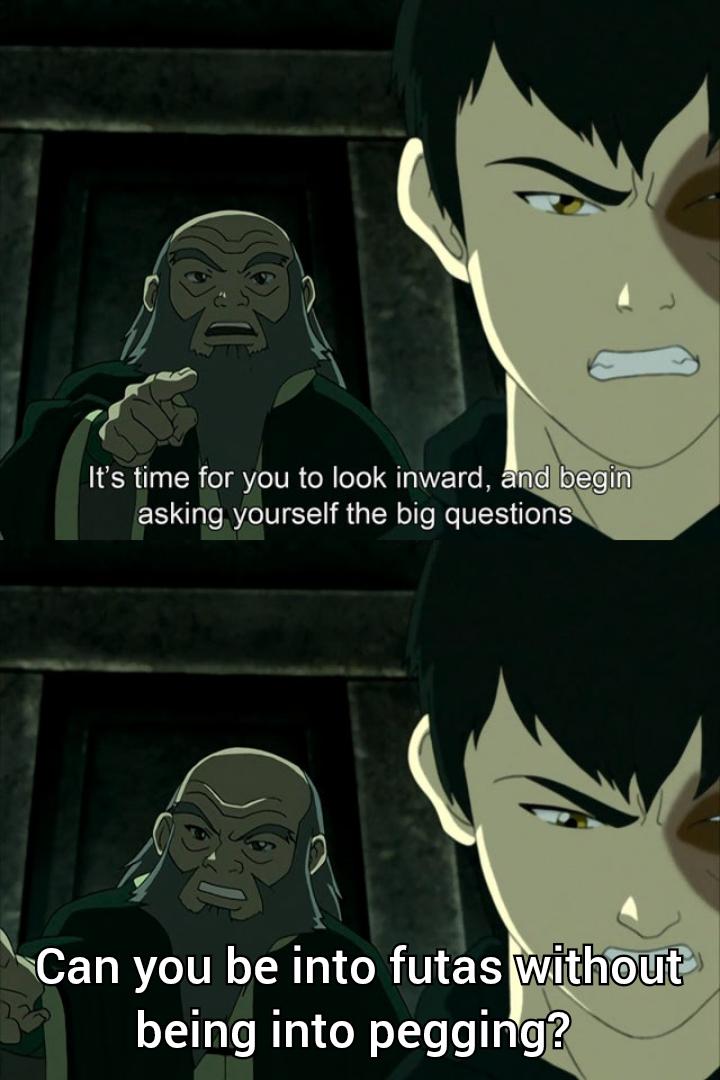 It's time for you to look inward, and begin
asking yourself the big questions
Can you be into futas without
being into pegging?